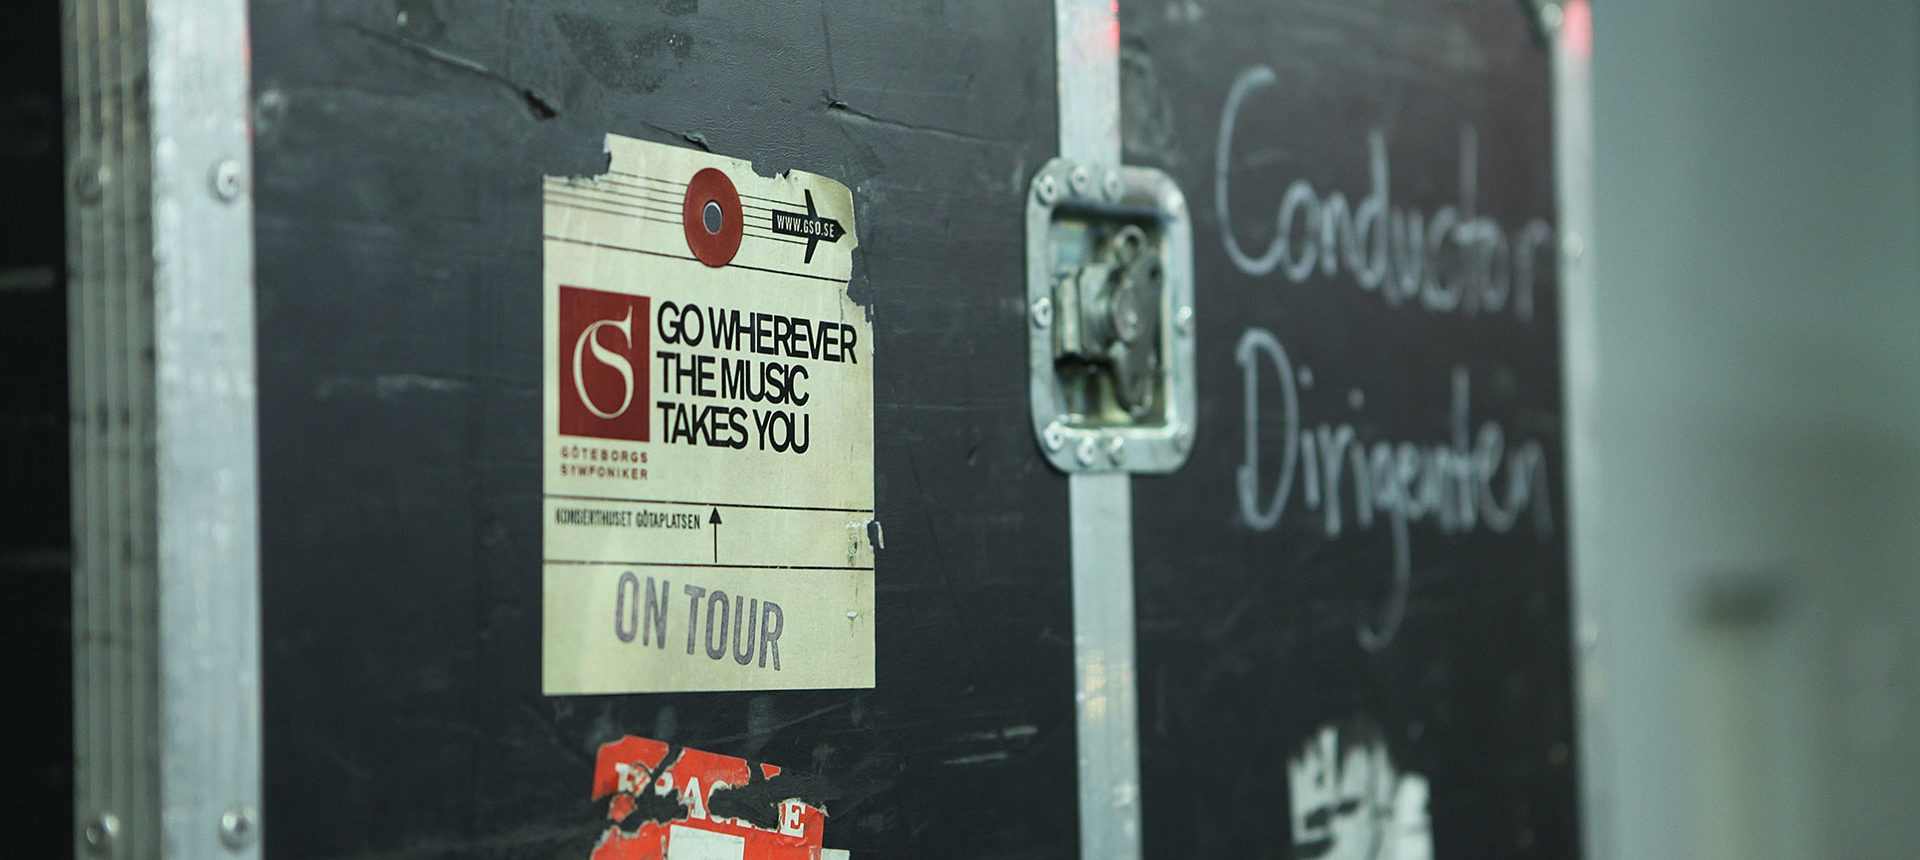 WWW.GSO.SE
GO WHEREVER
THE MUSIC
TAKES YOU
GÖTEBORGS
SYMFONIKER
KONSERTHUSET GÖTAPLATSEN
ON TOUR
Conductor
Dirigenten